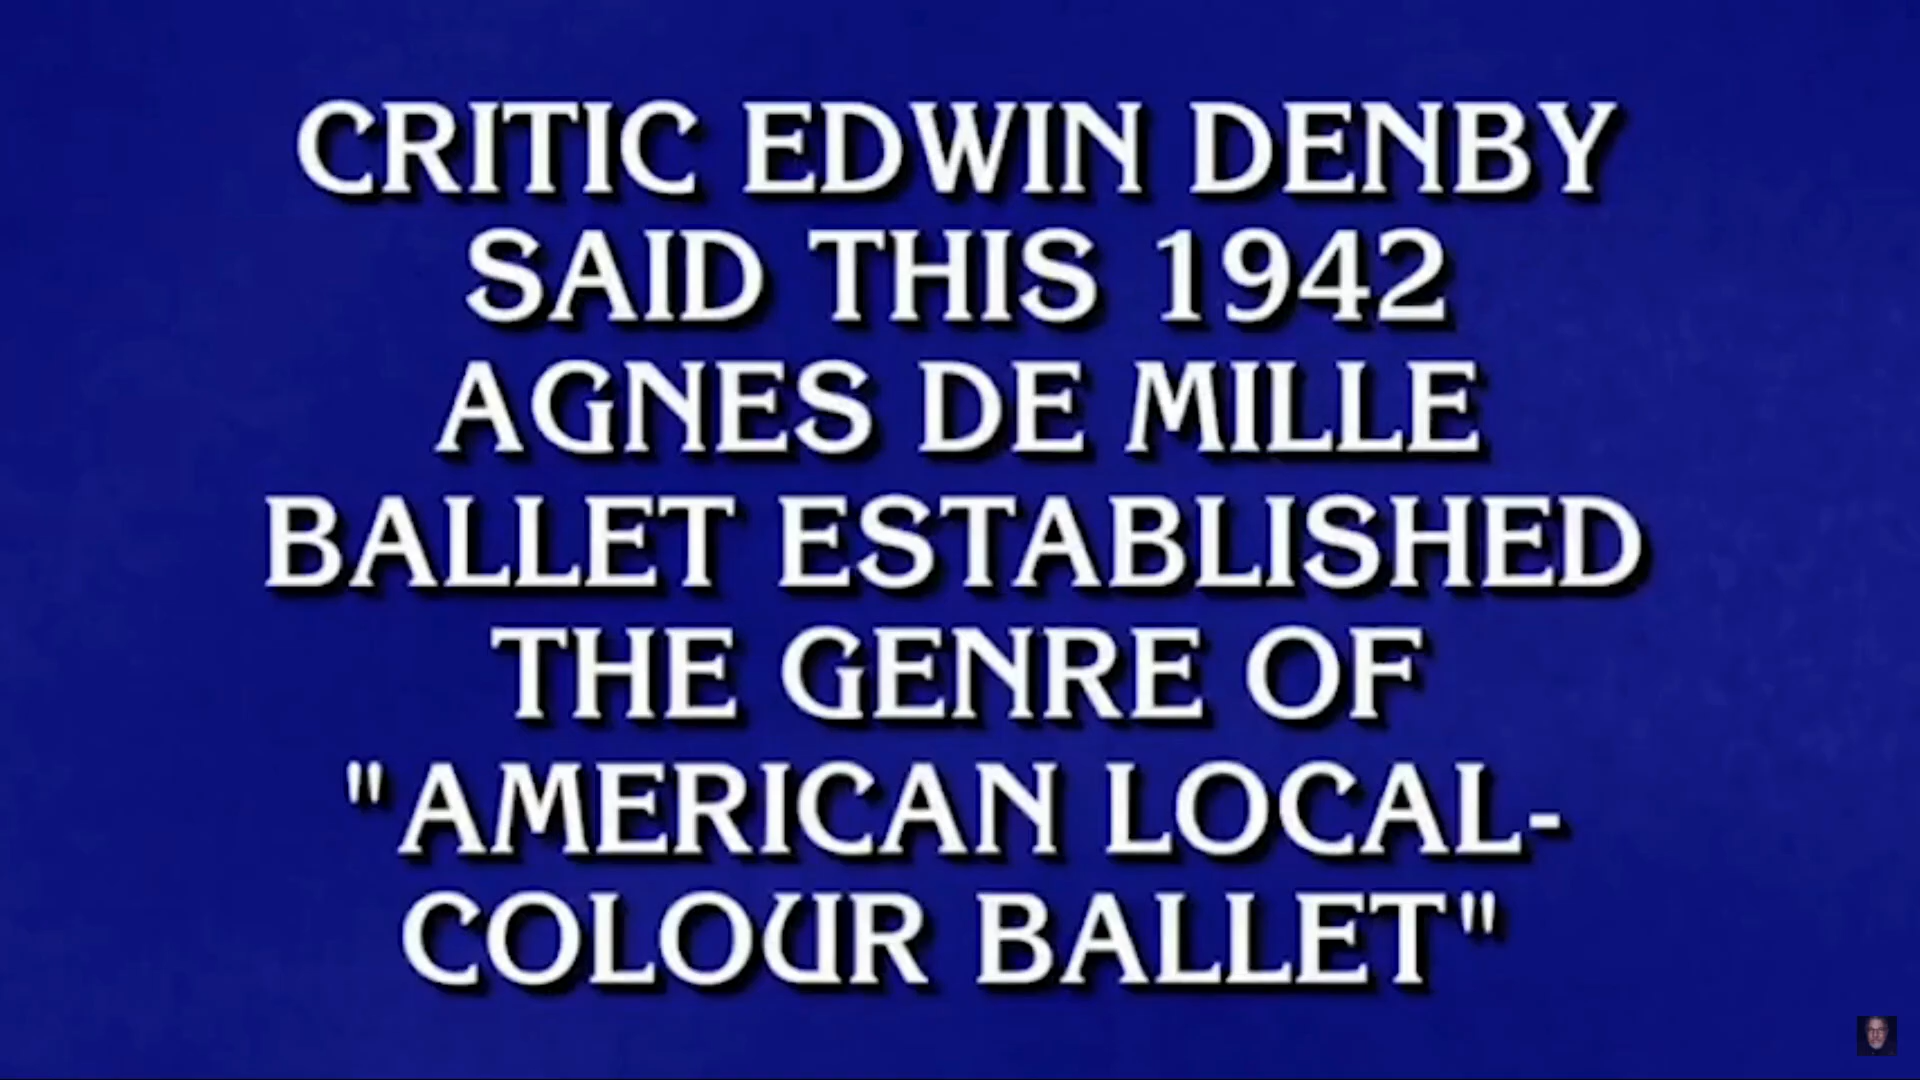 CRITIC EDWIN DENBY
SAID THIS 1942
AGNES DE MILLE
BALLET ESTABLISHED
THE GENRE OF
"AMERICAN LOCAL-
COLOUR BALLET"